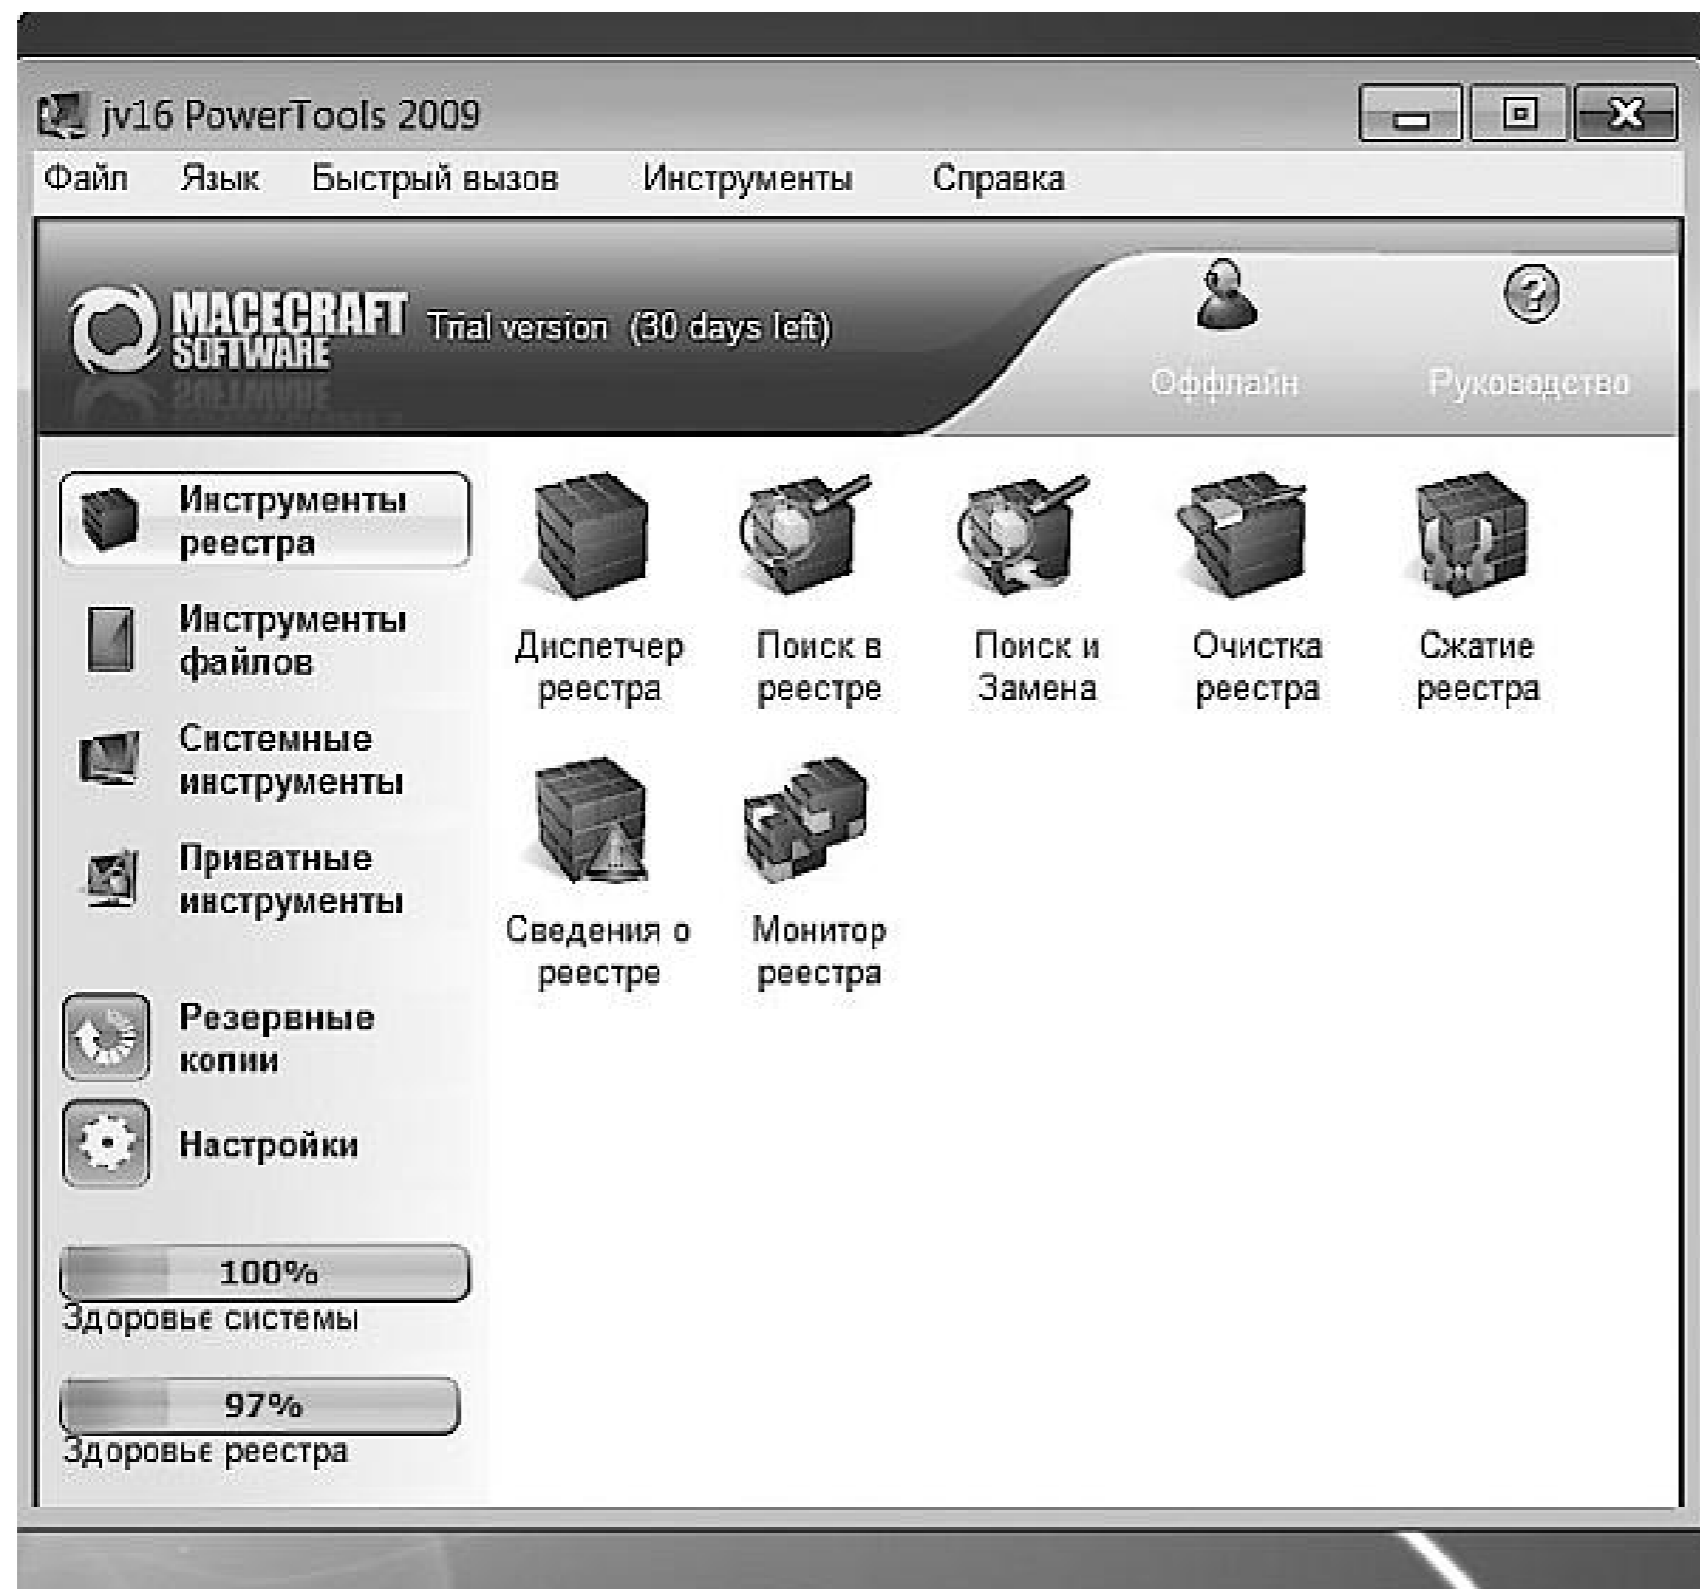 jv16 PowerTools 2009
Файл Язык Быстрый вызов Инструменты Справка
MACECRAFT
SOFTWARE
Trial version (30 days left)
Оффлайн
Руководство
Инструменты
реестра
Инструменты
файлов
Системные
инструменты
Приватные
инструменты
Резервные
копии
Настройки
100%
Здоровье системы
97%
Здоровье реестра
Диспетчер
реестра
Поиск в
реестре
Поиск и
Замена
Очистка
реестра
Сжатие
реестра
Сведения о
реестре
Монитор
реестра